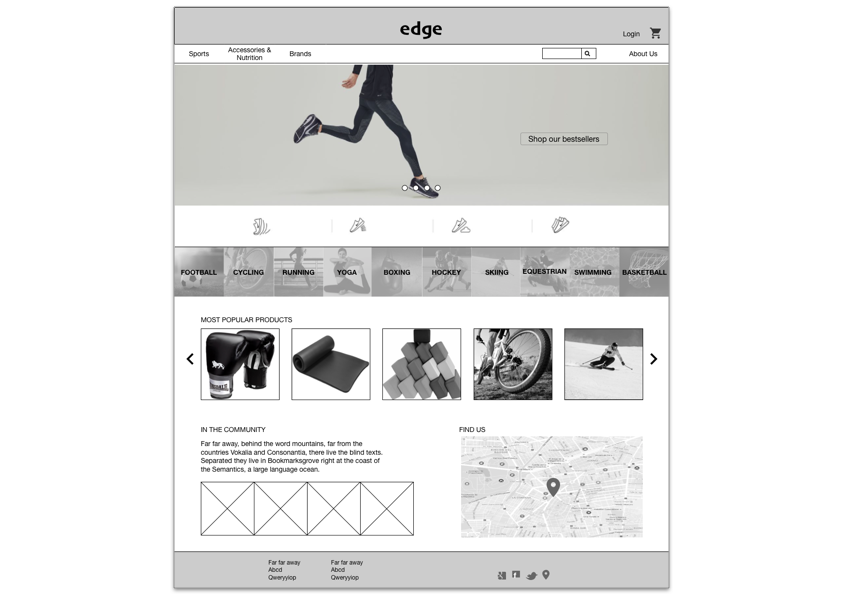 edge
Login
Sports
Accessories &
Nutrition
Brands
About Us
Shop our bestsellers
FOOTBALL
CYCLING
RUNNING
YOGA
BOXING
HOCKEY
SKIING
EQUESTRIAN
SWIMMING
BASKETBALL
MOST POPULAR PRODUCTS
IN THE COMMUNITY
Far far away, behind the word mountains, far from the
countries Vokalia and Consonantia, there live the blind texts.
Separated they live in Bookmarksgrove right at the coast of
the Semantics, a large language ocean.
FIND US
Far far away
Abcd
Qweryyiop
Far far away
Abcd
Qweryyiop